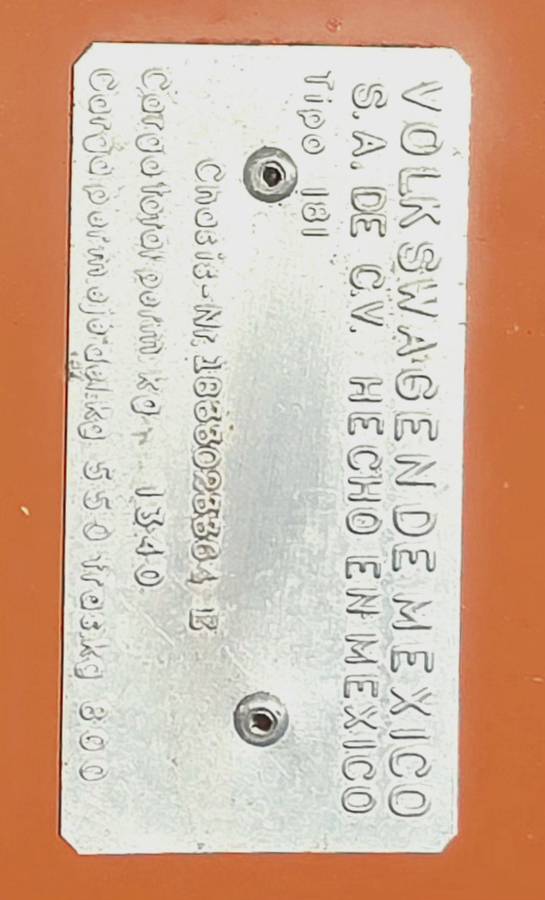 VOLKSWAGEN DE MEXICO
S.A. DE C.V. HECHO EN MEXICO
Tipo 181
Chasis-Nr.
Carga total perm kg. 1340
Carga perm eje del. kg 550 tras. kg 800